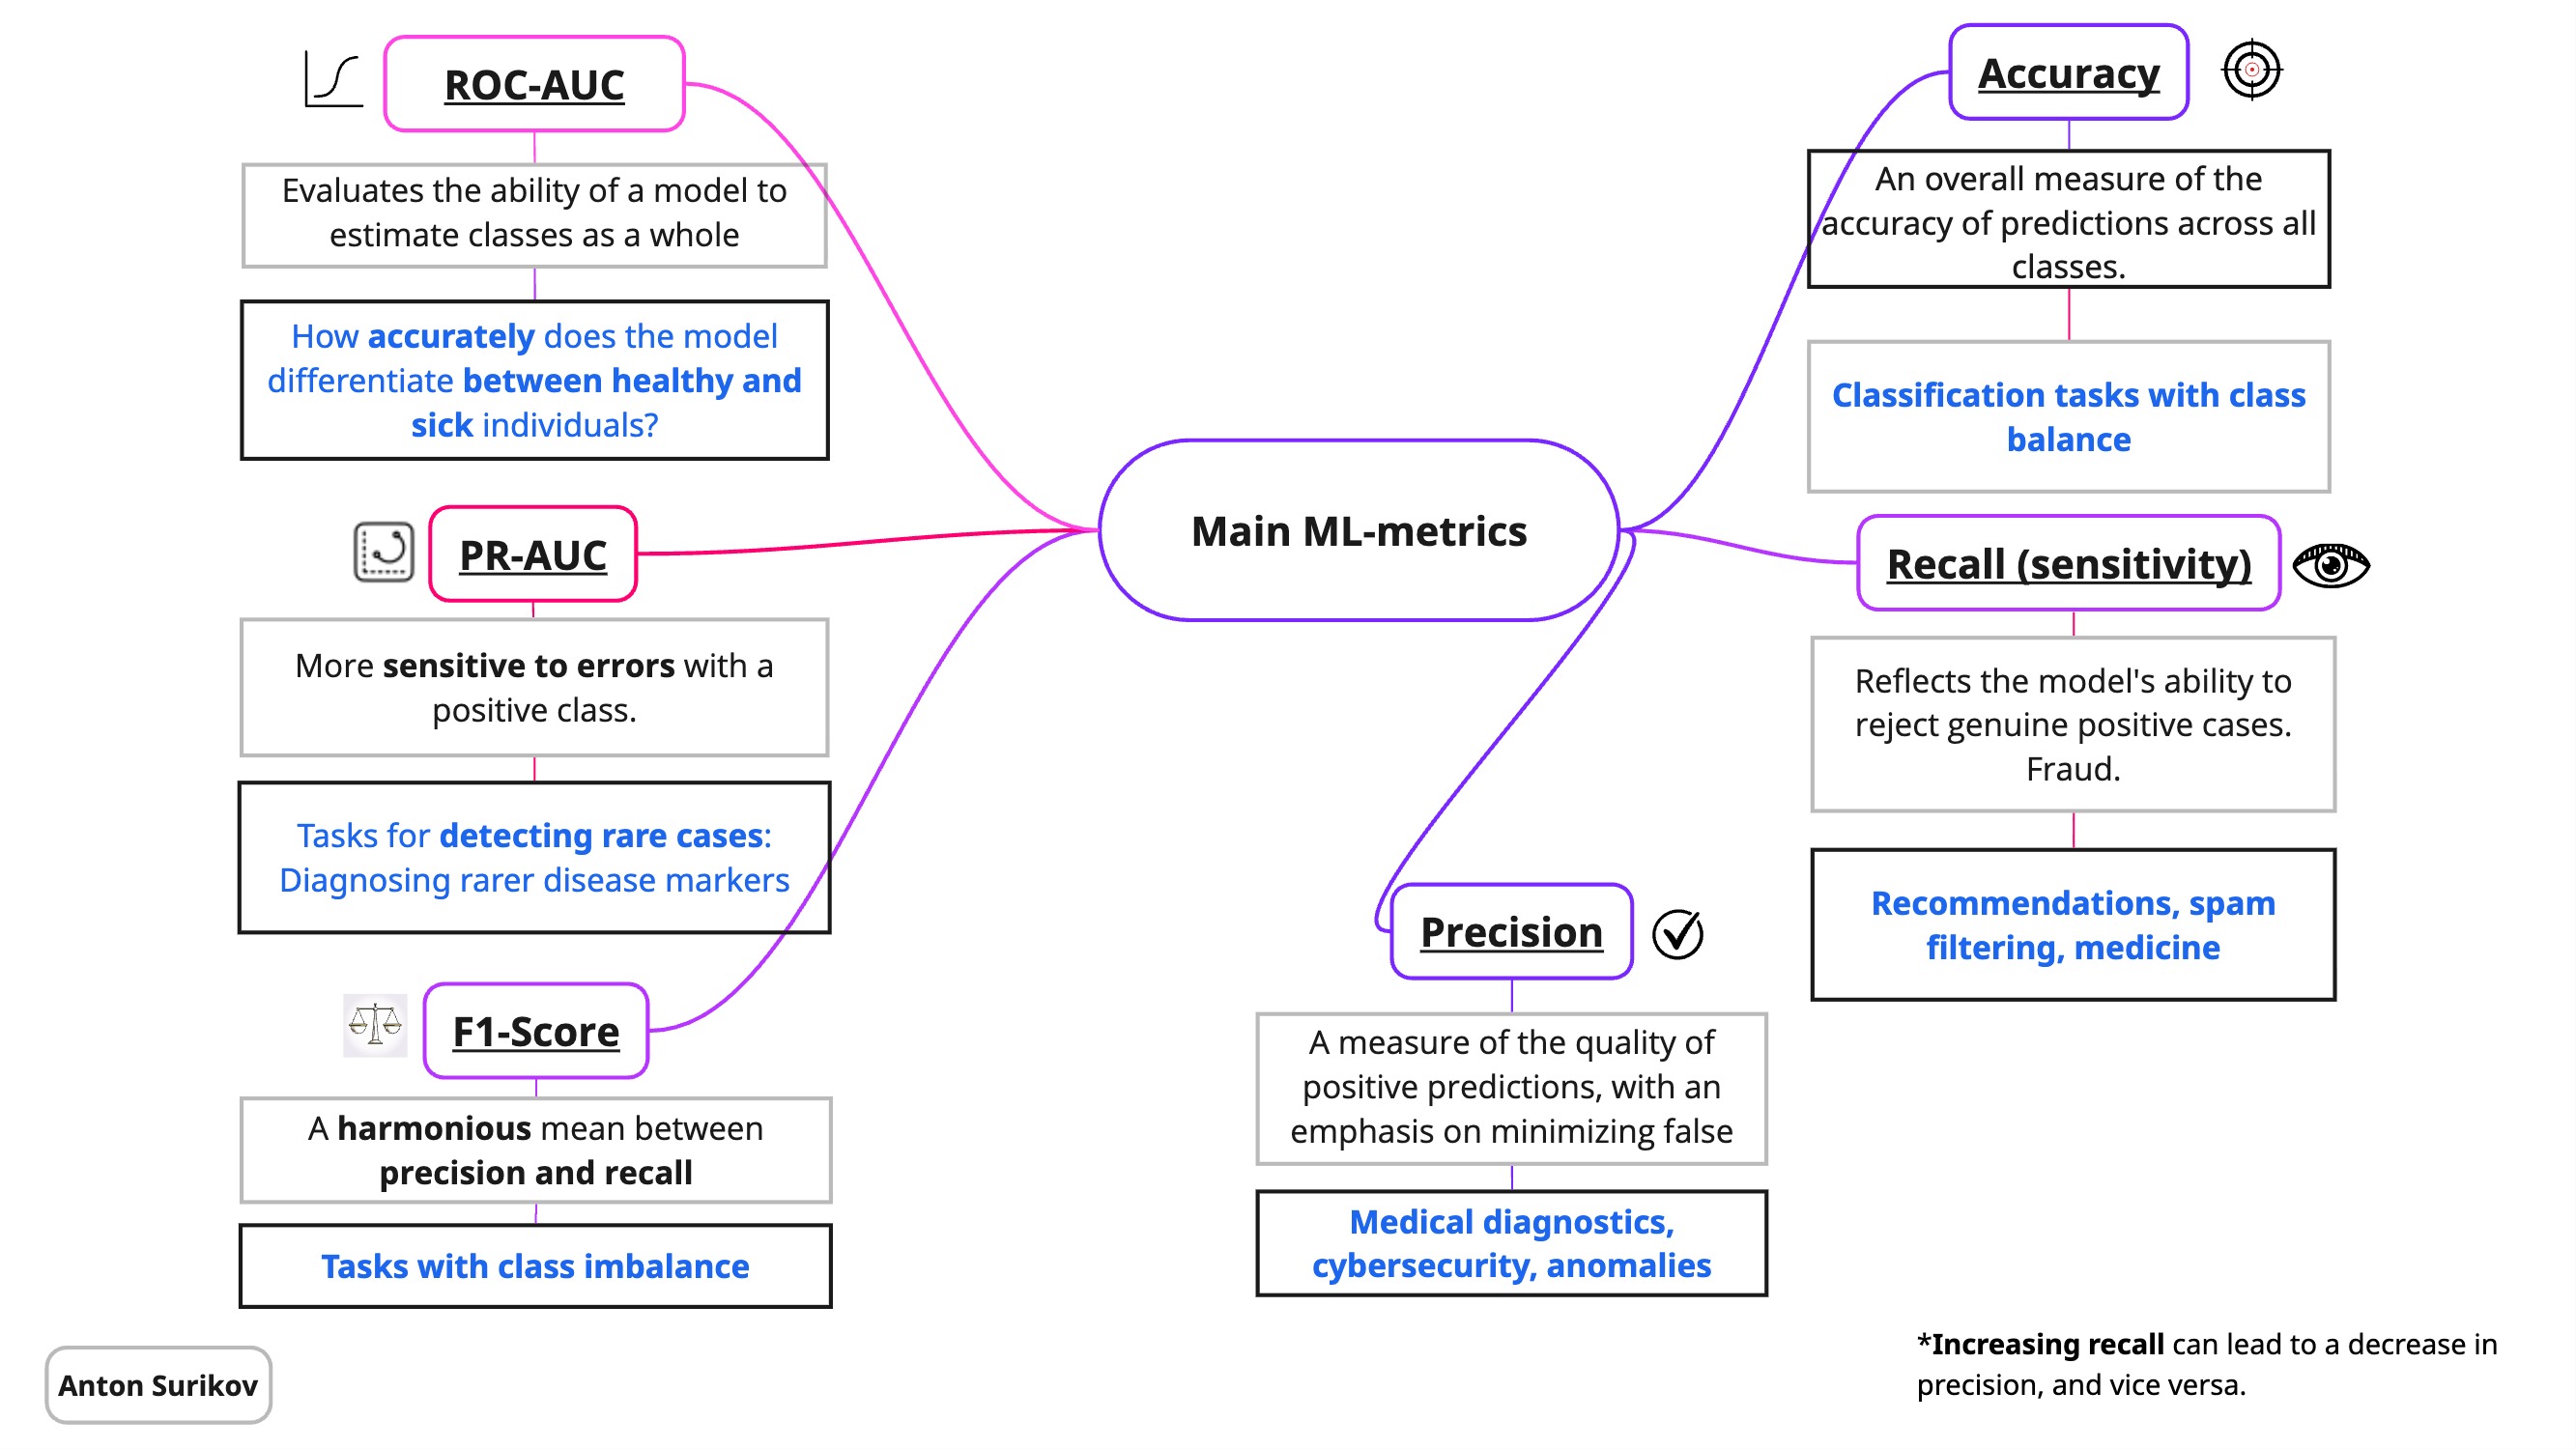 ROC-AUC
Evaluates the ability of a model to
estimate classes as a whole
How accurately does the model
differentiate between healthy and
sick individuals?
PR-AUC
More sensitive to errors with a
positive class.
Tasks for detecting rare cases:
Diagnosing rarer disease markers
F1-Score
A harmonious mean between
precision and recall
Tasks with class imbalance
Anton Surikov
Main ML-metrics
Accuracy
An overall measure of the
accuracy of predictions across all
classes.
Classification tasks with class
balance
Recall (sensitivity)
Reflects the model's ability to
reject genuine positive cases.
Fraud.
Recommendations, spam
filtering, medicine
Precision
A measure of the quality of
positive predictions, with an
emphasis on minimizing false
Medical diagnostics,
cybersecurity, anomalies
*Increasing recall can lead to a decrease in
precision, and vice versa.